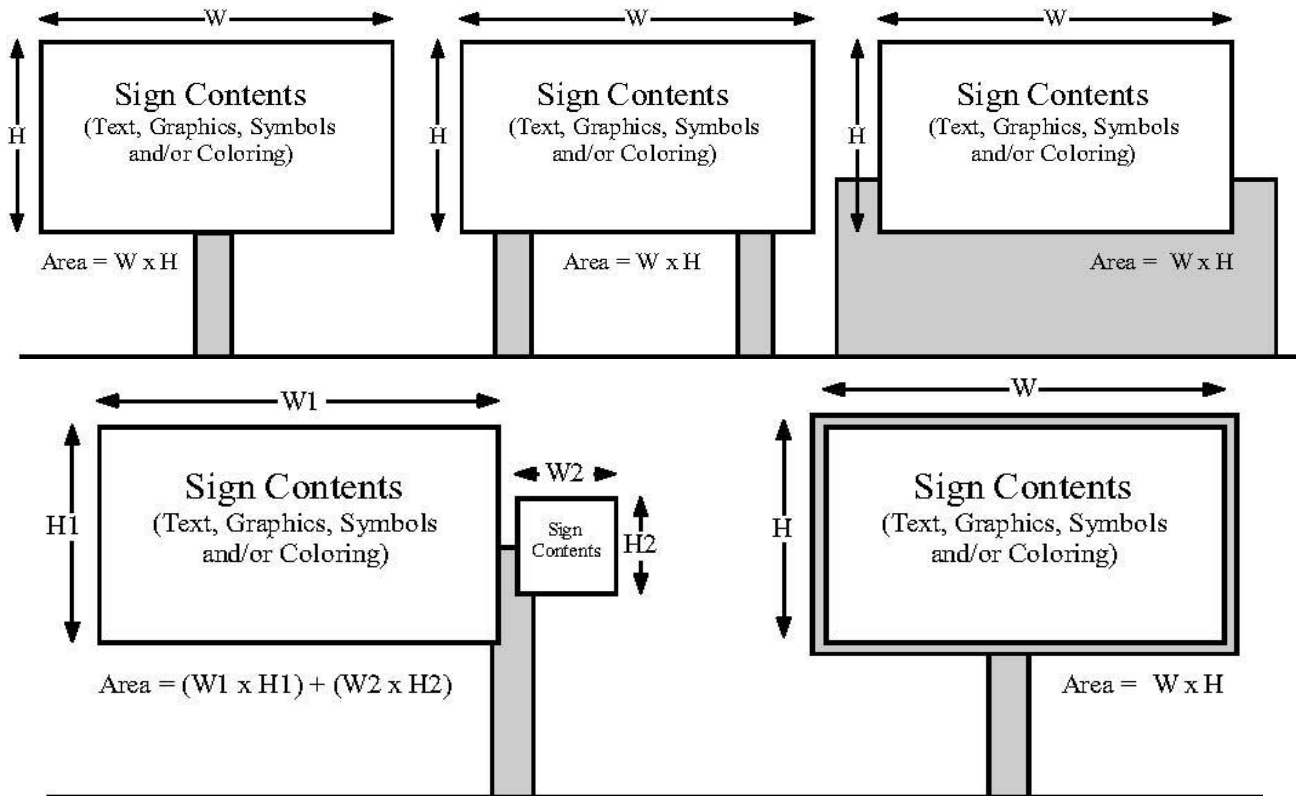 W
H
Sign Contents
(Text, Graphics, Symbols
and/or Coloring)
Area = W x H
W
H
Sign Contents
(Text, Graphics, Symbols
and/or Coloring)
Area = W x H
W
H
Sign Contents
(Text, Graphics, Symbols
and/or Coloring)
Area = W x H
W1
H1
Sign Contents
(Text, Graphics, Symbols
and/or Coloring)
W2
H2
Sign
Contents
Area = (W1 x H1) + (W2 x H2)
W
H
Sign Contents
(Text, Graphics, Symbols
and/or Coloring)
Area = W x H